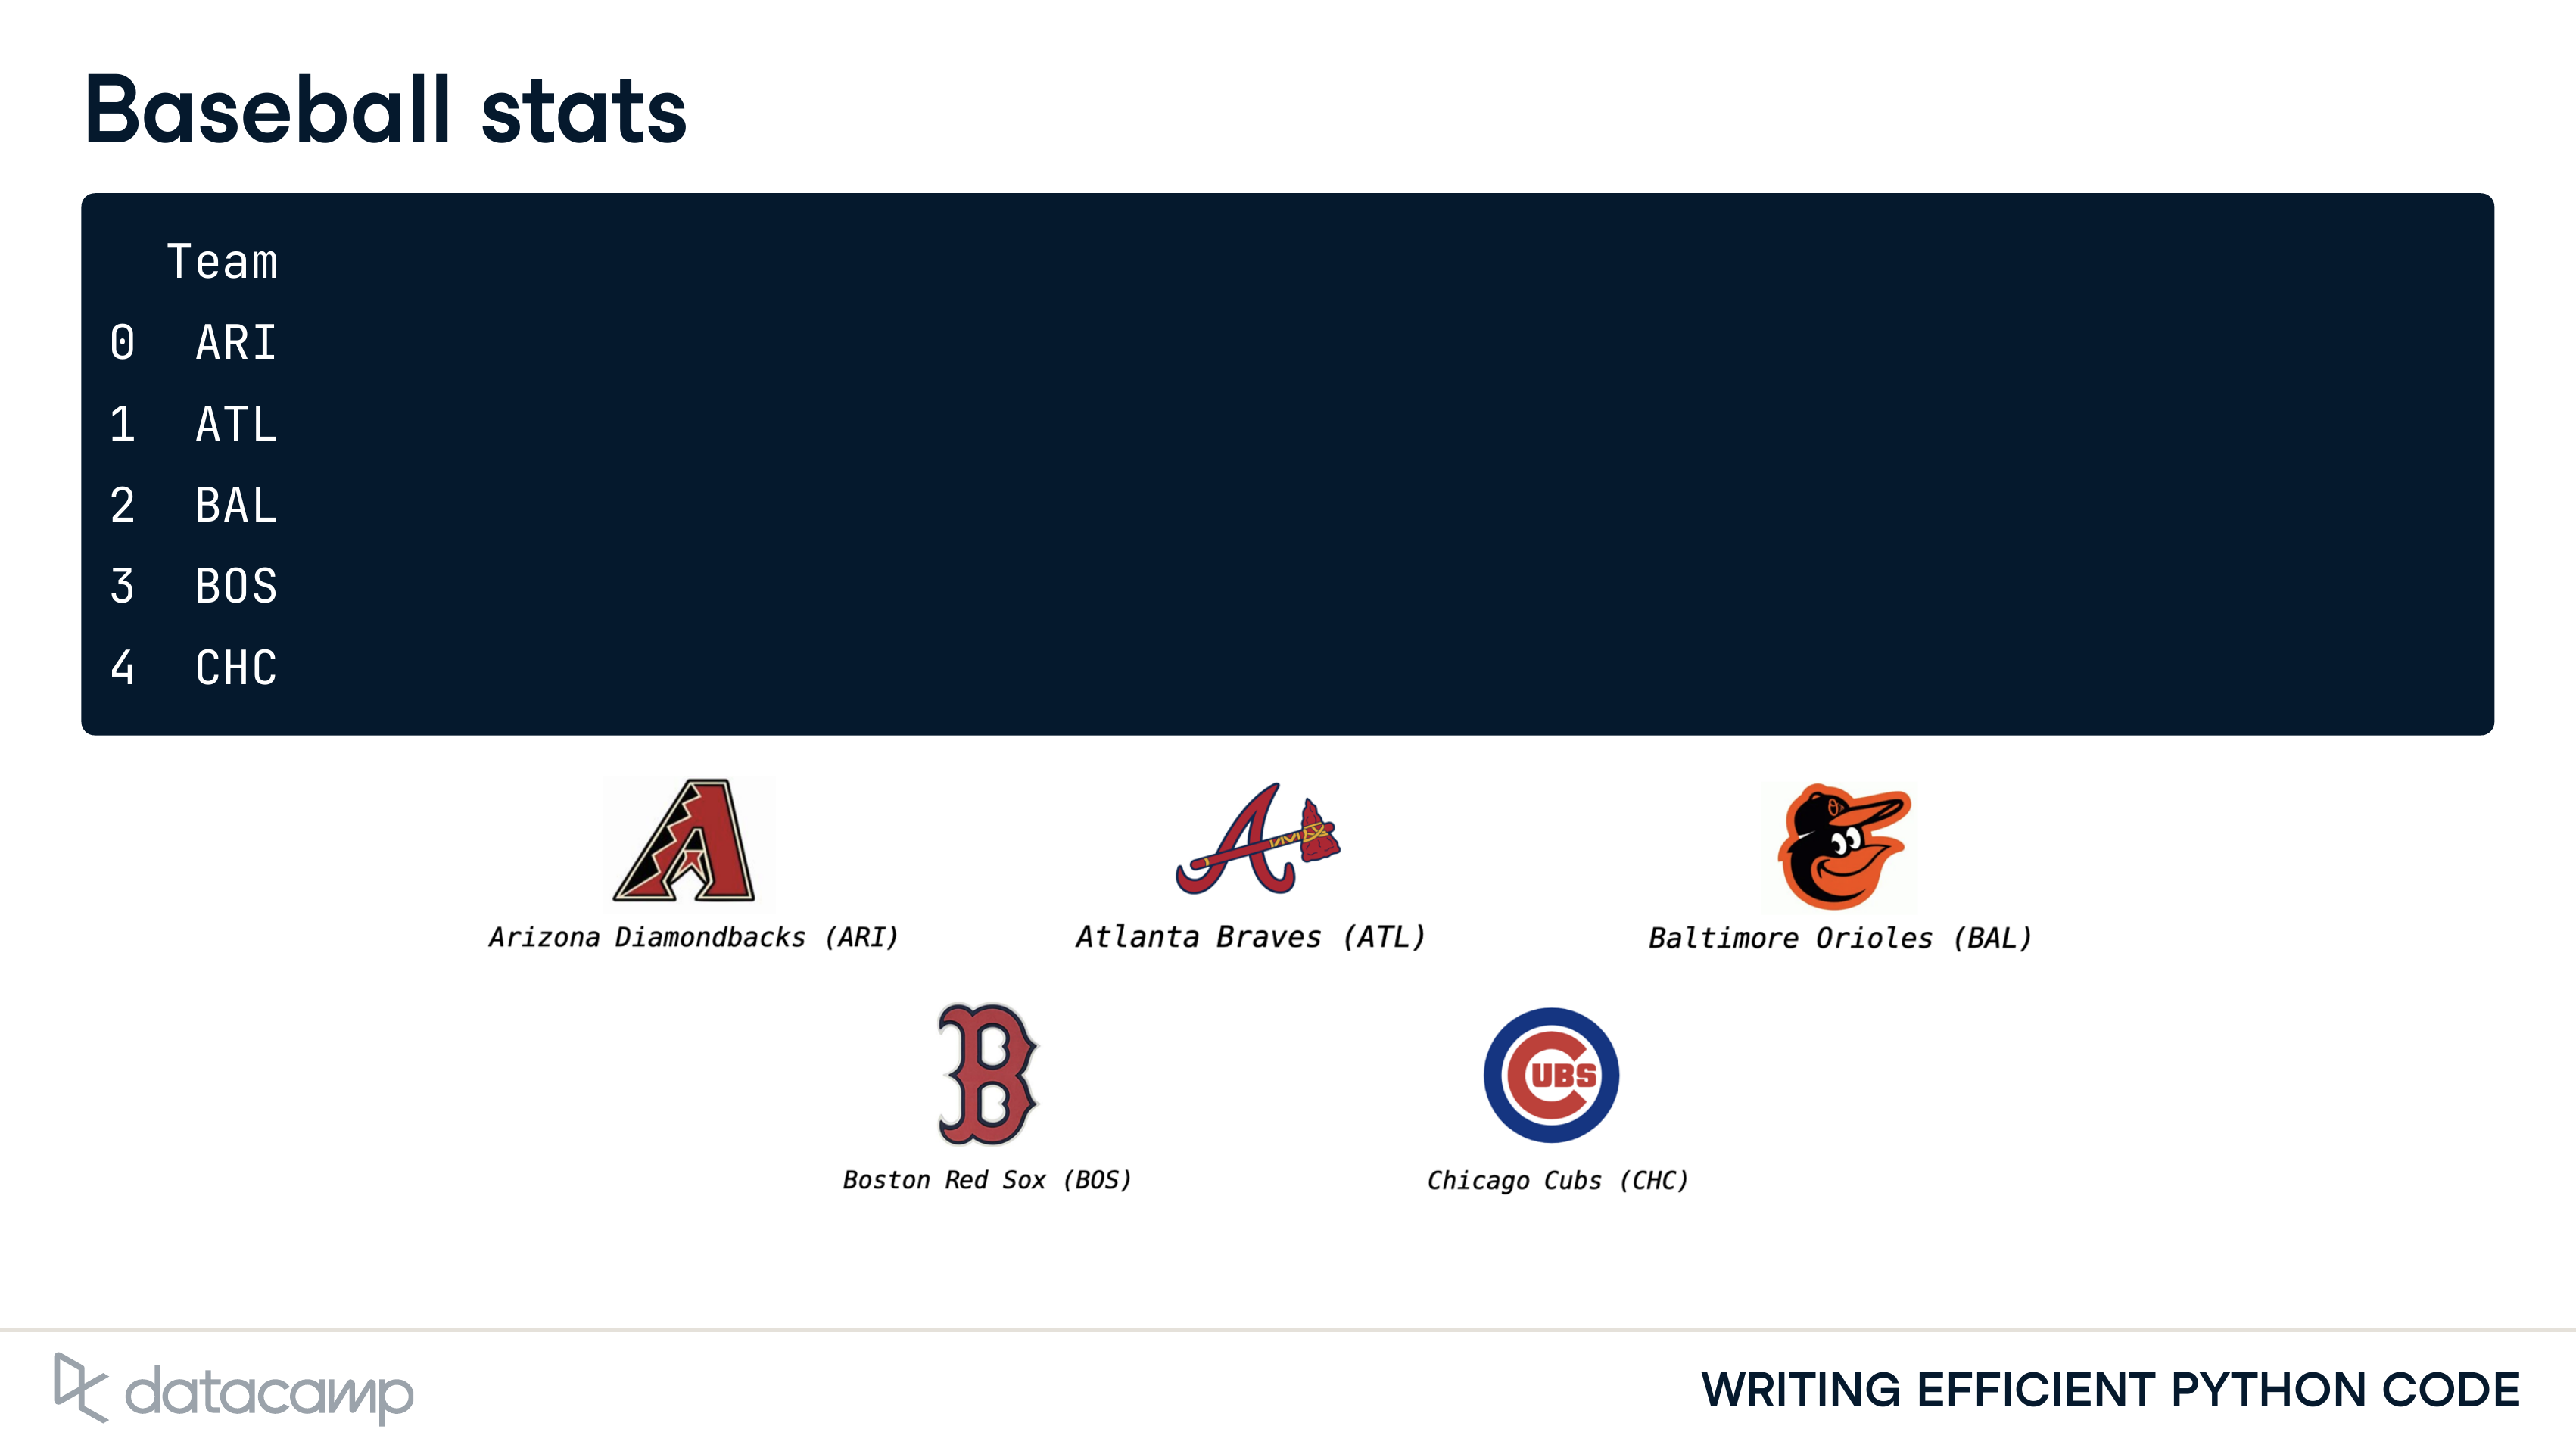 Baseball stats
Team
0 ARI
1 ATL
2 BAL
3 BOS
4 CHC
Arizona Diamondbacks (ARI)
Atlanta Braves (ATL)
Baltimore Orioles (BAL)
UBS
Boston Red Sox (BOS)
Chicago Cubs (CHC)
datacamp
WRITING EFFICIENT PYTHON CODE